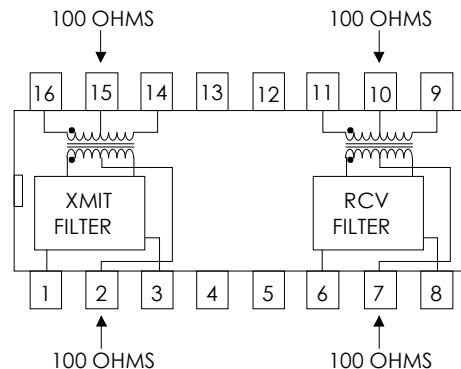 100 OHMS 100 OHMS
16 15 14 13 12 11 10 9
XMIT FILTER
RCV FILTER
1 2 3 4 5 6 7 8
100 OHMS 100 OHMS